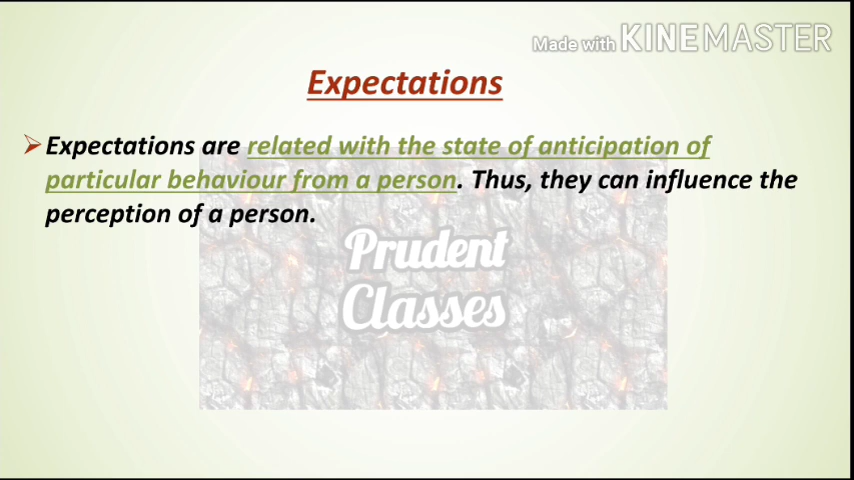 Made with KINEMASTER
Expectations
Expectations are related with the state of anticipation of
particular behaviour from a person. Thus, they can influence the
perception of a person.
Prudent
Classes